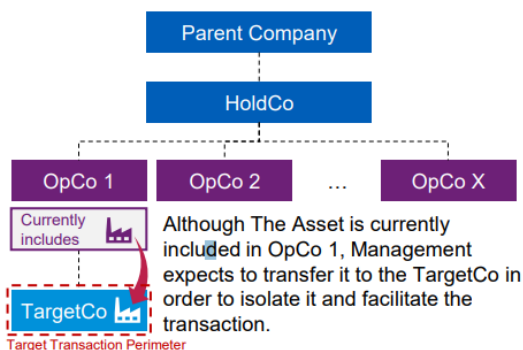 Parent Company
HoldCo
OpCo 1
OpCo 2
...
OpCo X
Currently
includes
Although The Asset is currently
included in OpCo 1, Management
expects to transfer it to the TargetCo in
order to isolate it and facilitate the
transaction.
TargetCo
Target Transaction Perimeter